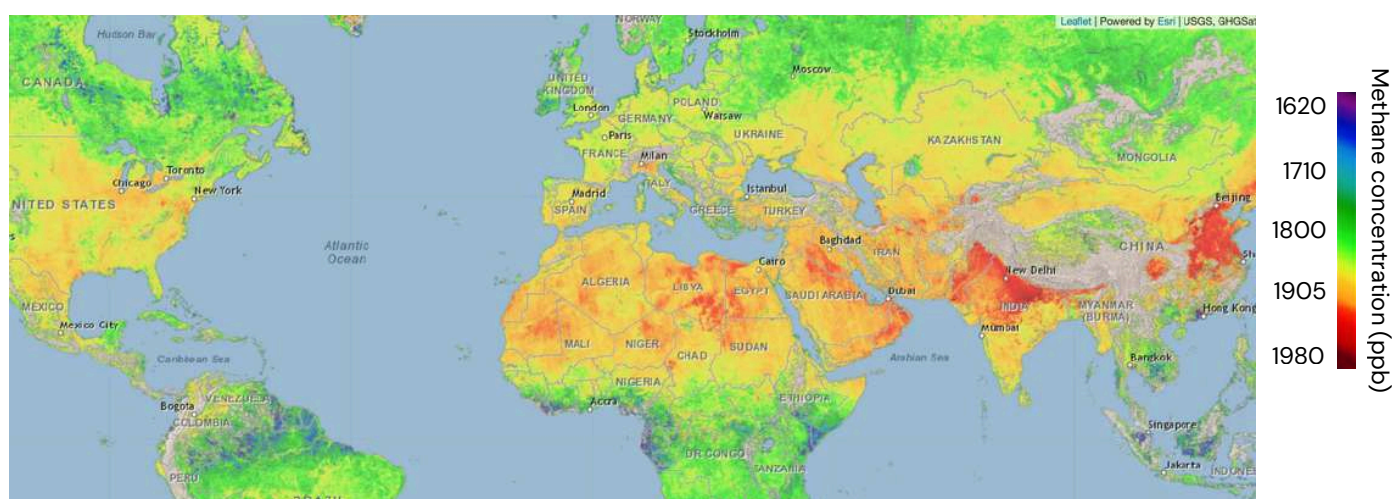 Leaflet | Powered by Esri | USGS, GHGSat
Hudson Bay
NORWAY
Stockholm
CANADA
UNITED
KINGDOM
Moscow
London
POLAND
Warsaw
GERMANY
Paris
UKRAINE
KAZAKHSTAN
FRANCE
Milan
MONGOLIA
Toronto
Chicago
New York
ITALY
Madrid
Istanbul
Beijing
NITED STATES
SPAIN
GREECE
TURKEY
Atlantic
Ocean
Baghdad
IRAN
CHINA
Sh
Cairo
New Delhi
ALGERIA
LIBYA
EGYPT
SAUDI ARABIA
Dubai
INDIA
MYANMAR
(BURMA)
Hong Kong
MEXICO
Mexico City
Mumbai
MALI
NIGER
CHAD
SUDAN
Caribbean Sea
Arabian Sea
Bangkok
NIGERIA
VENEZUELA
Bogota
COLOMBIA
Accra
ETHIOPIA
Singapore
DR CONGO
TANZANIA
Jakarta
INDONES
PERU
BRAZIL
1620
1710
1800
1905
1980
Methane concentration (ppb)